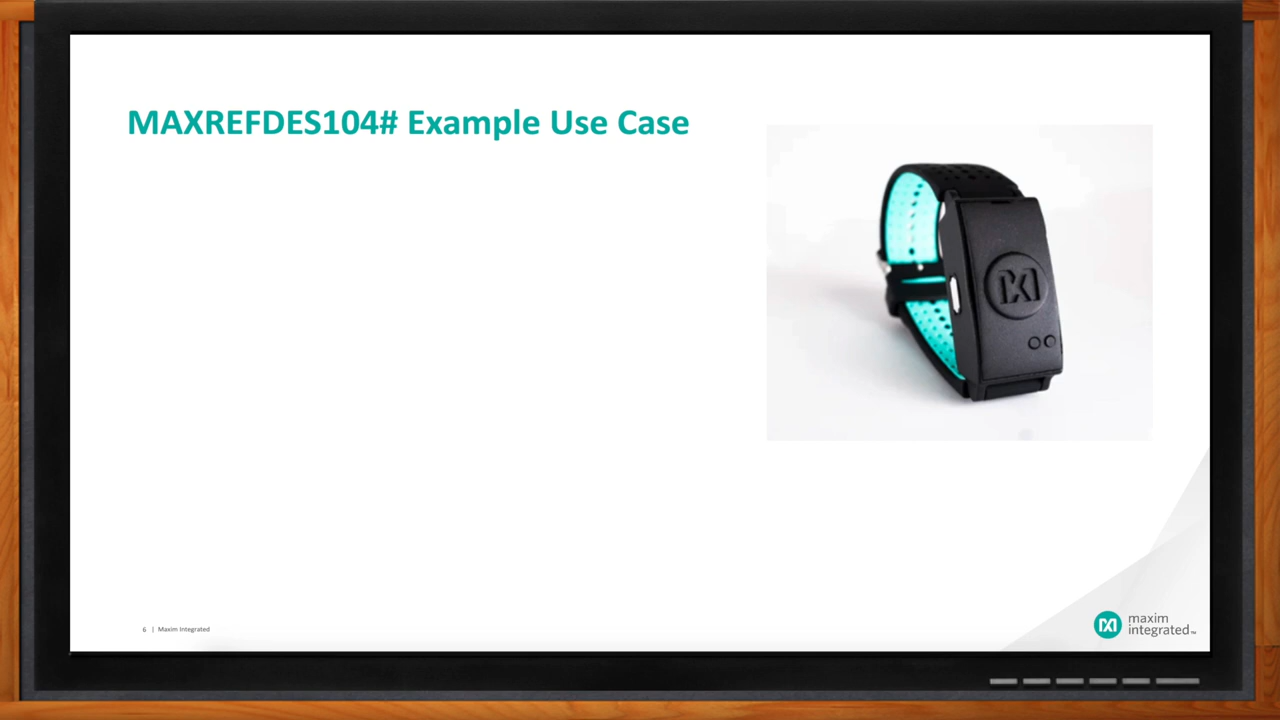 MAXREFDES104# Example Use Case
6 | Maxim Integrated
maxim
integrated™